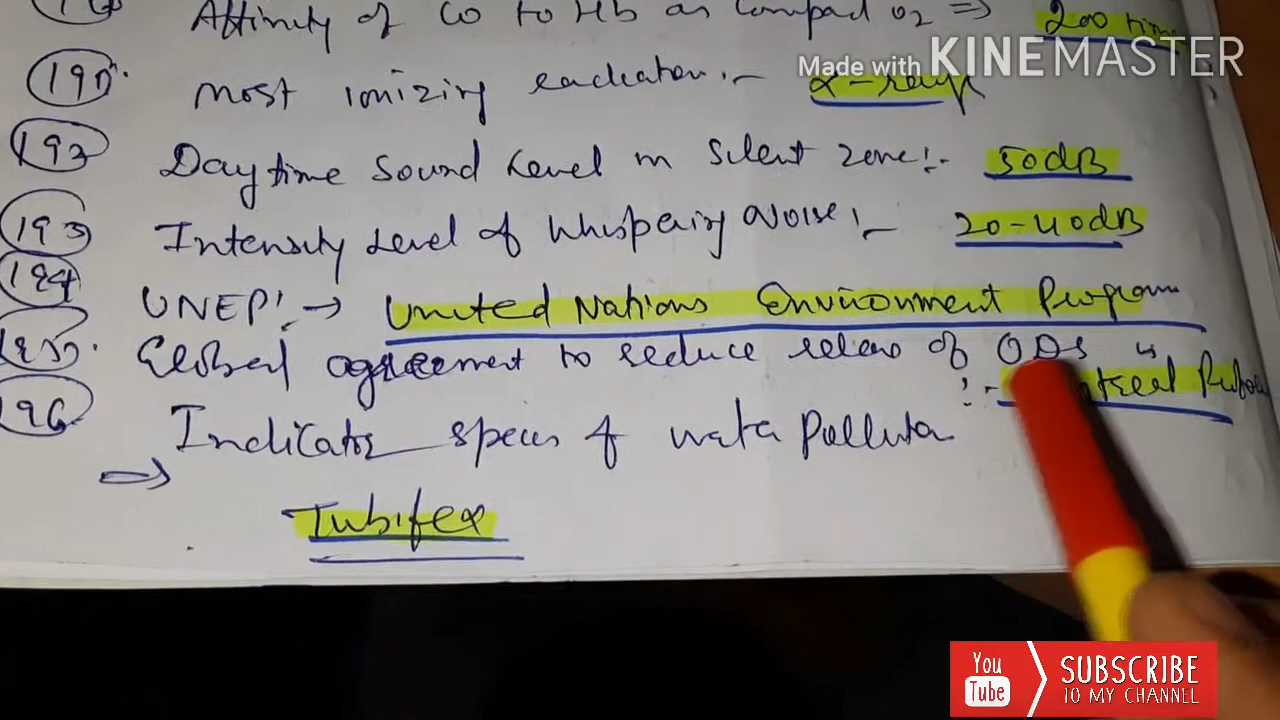 Affinity of CO to Hb as Compad O2 => 200 time
Made with KINEMASTER
191. most ionizing radiation :- α-rays
192 Daytime Sound Level in Silent zone :- 50dB
193 Intensity Level of Whispering Noise :- 20-40dB
194 UNEP :→ United Nations Environment Program
195. Global agreement to reduce release of ODs is
:- Protocol
196 Indicator species of water Pollution
⇒ Tubifex
You Tube SUBSCRIBE
TO MY CHANNEL